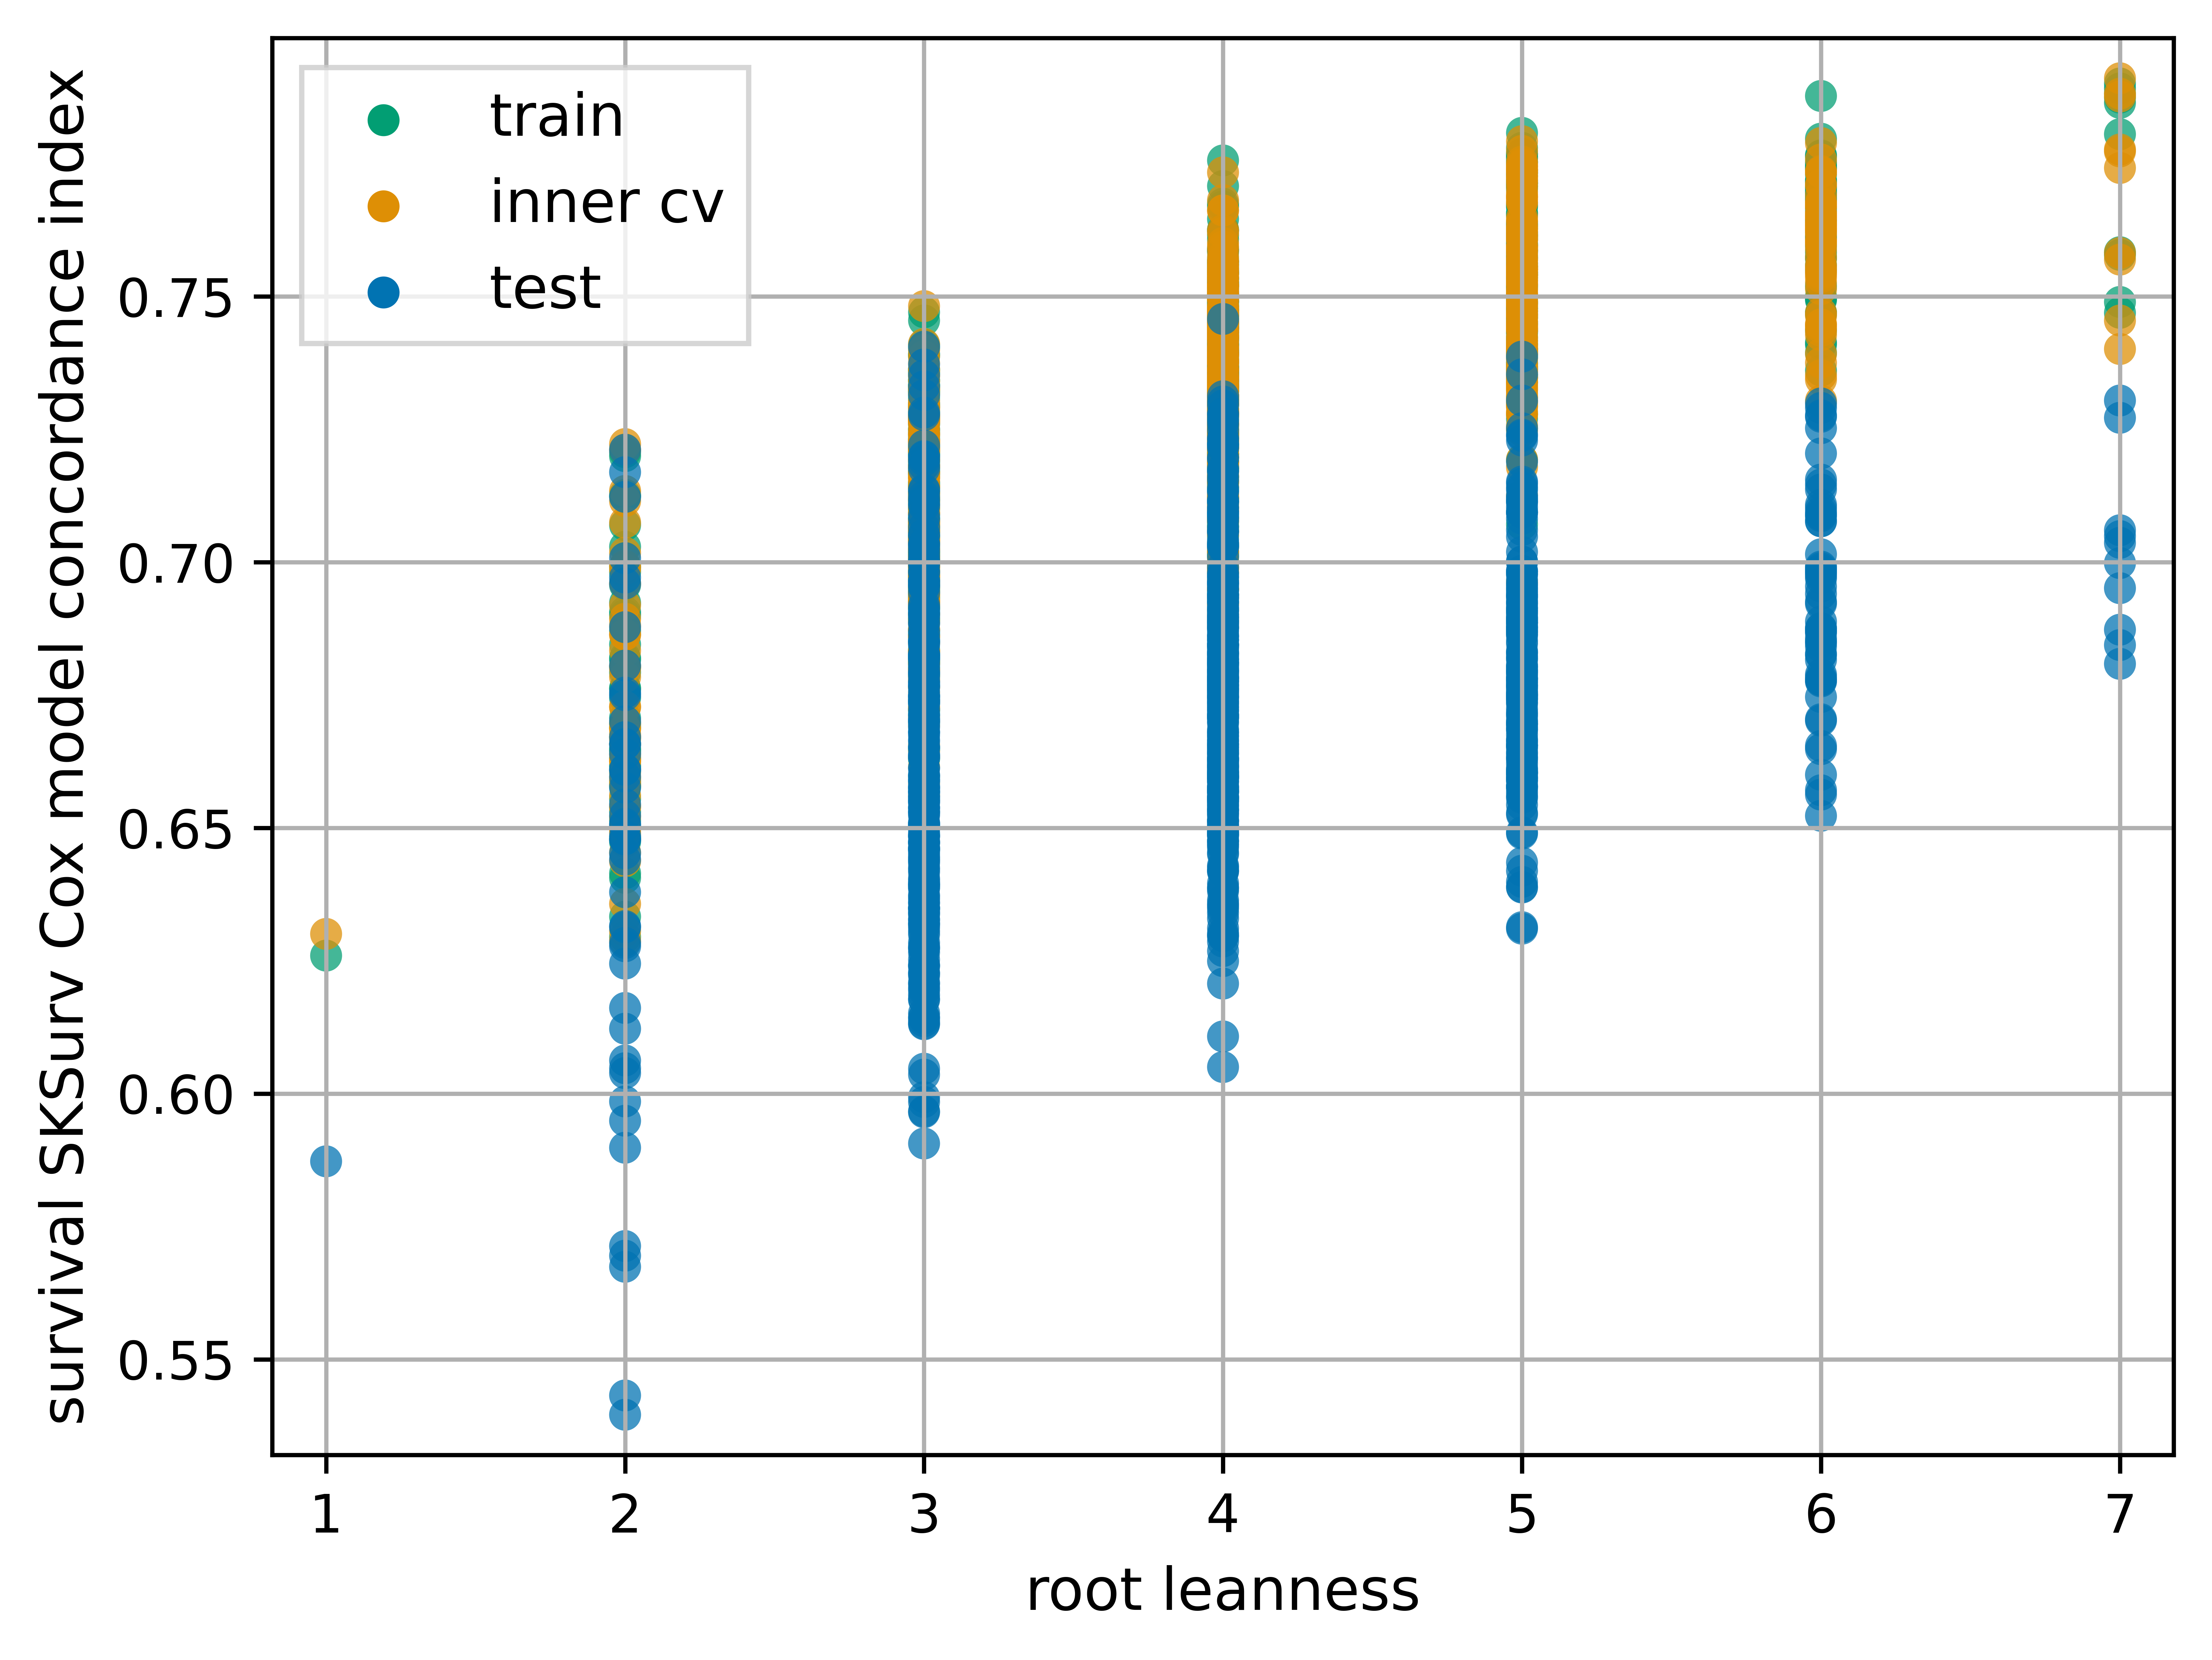 survival SKSurv Cox model concordance index
train
inner cv
test
0.75
0.70
0.65
0.60
0.55
1 2 3 4 5 6 7
root leanness